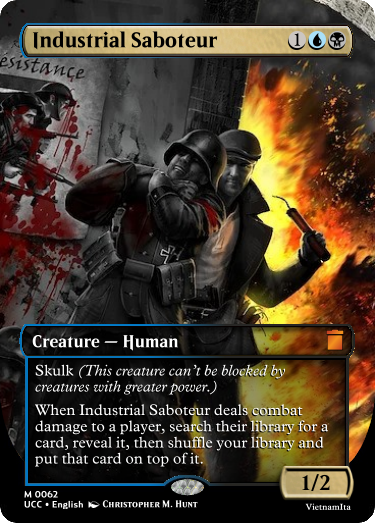 Industrial Saboteur 1
esistance
Creature — Human
Skulk (This creature can't be blocked by
creatures with greater power.)
When Industrial Saboteur deals combat
damage to a player, search their library for a
card, reveal it, then shuffle your library and
put that card on top of it.
1/2
M 0062
UCC • English Christopher M. Hunt
VietnamIta